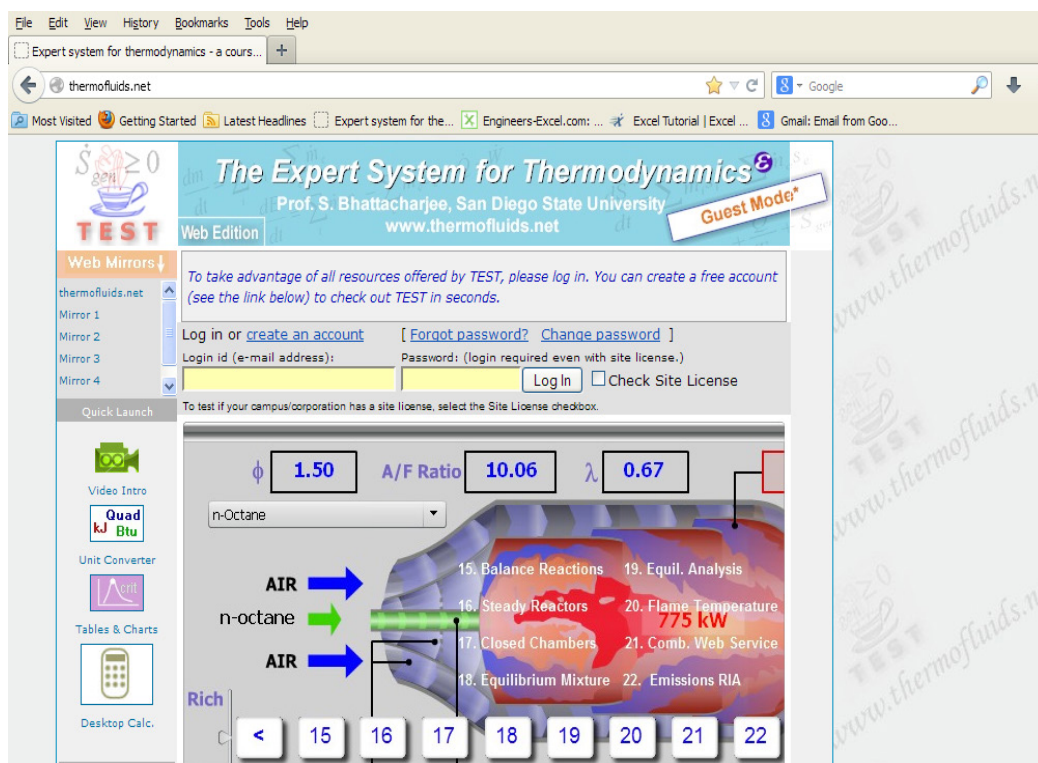 File Edit View History Bookmarks Tools Help
Expert system for thermodynamics - a cours... +
thermofluids.net
Google
Most Visited Getting Started Latest Headlines Expert system for the... Engineers-Excel.com: ... Excel Tutorial | Excel ... Gmail: Email from Goo...
Ṡgen ≥ 0
TEST
The Expert System for Thermodynamics
Prof. S. Bhattacharjee, San Diego State University
www.thermofluids.net
Web Edition
Guest Mode*
Web Mirrors↓
thermofluids.net
Mirror 1
Mirror 2
Mirror 3
Mirror 4
To take advantage of all resources offered by TEST, please log in. You can create a free account
(see the link below) to check out TEST in seconds.
Log in or create an account [ Forgot password? Change password ]
Login id (e-mail address): Password: (login required even with site license.)
Log In Check Site License
To test if your campus/corporation has a site license, select the Site License checkbox.
Quick Launch
Video Intro
Quad
kJ Btu
Unit Converter
crit
Tables & Charts
Desktop Calc.
ϕ 1.50 A/F Ratio 10.06 λ 0.67
n-Octane
AIR
n-octane
AIR
15. Balance Reactions 19. Equil. Analysis
16. Steady Reactors 20. Flame Temperature
775 kW
17. Closed Chambers 21. Comb. Web Service
18. Equilibrium Mixture 22. Emissions RIA
Rich
< 15 16 17 18 19 20 21 22
TEST
www.thermofluids.n
TEST
www.thermofluids.n
TEST
www.thermofluids.n